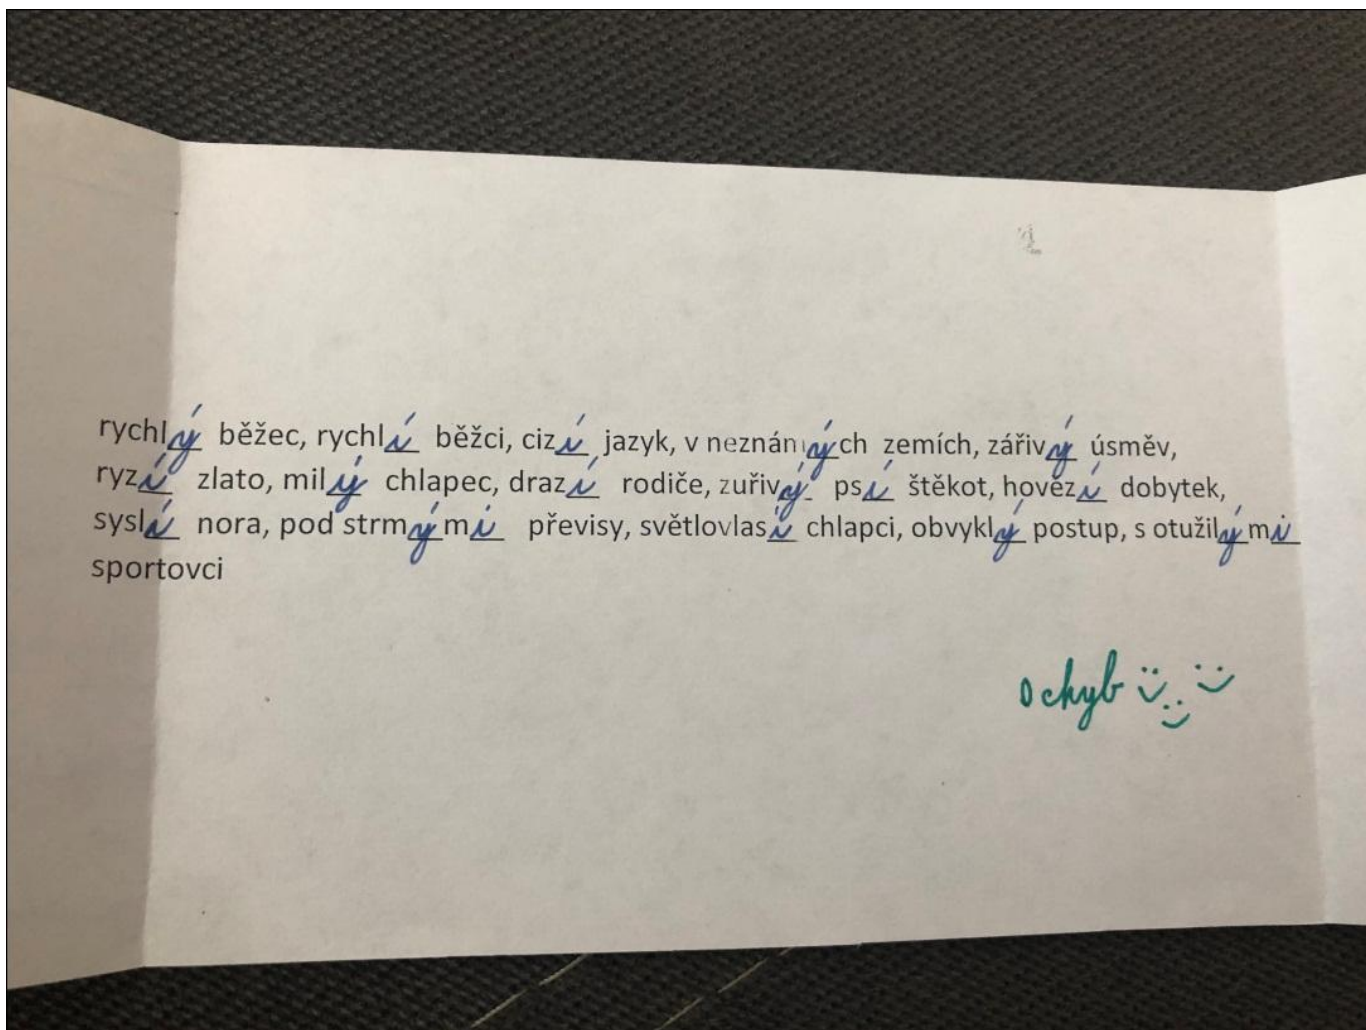 rychlý běžec, rychlí běžci, cizí jazyk, v neznámých zemích, zářivý úsměv,
ryzí zlato, milý chlapec, drazí rodiče, zuřivý psí štěkot, hovězí dobytek,
syslí nora, pod strmými převisy, světlovlasí chlapci, obvyklý postup, s otužilými
sportovci
0 chyb